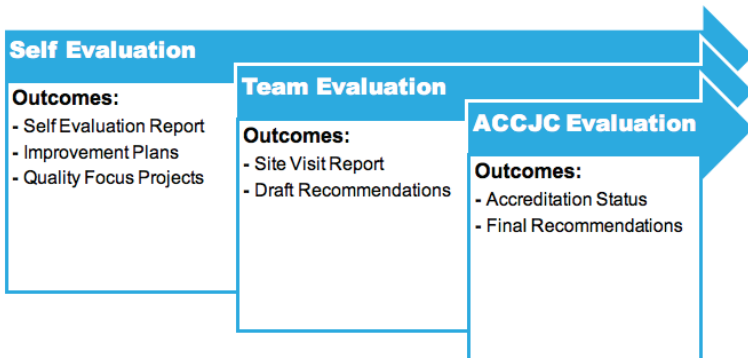 Self Evaluation
Outcomes:
- Self Evaluation Report
- Improvement Plans
- Quality Focus Projects
Team Evaluation
Outcomes:
- Site Visit Report
- Draft Recommendations
ACCJC Evaluation
Outcomes:
- Accreditation Status
- Final Recommendations